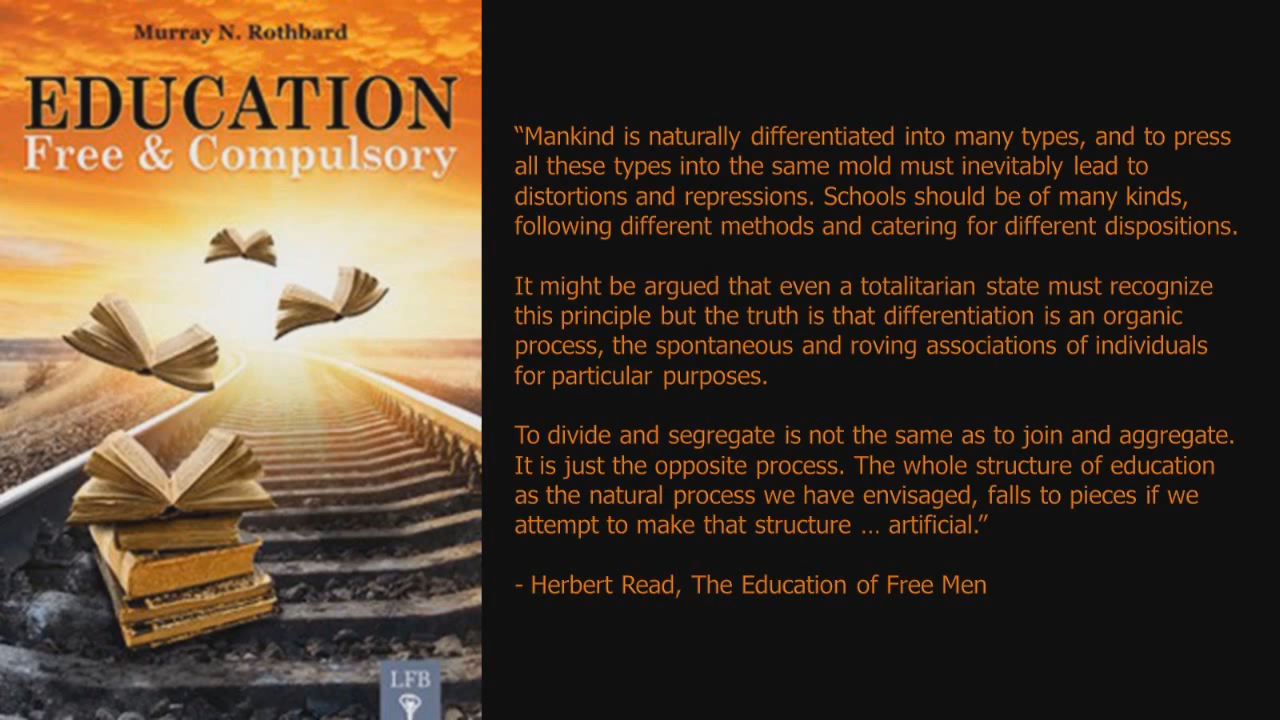 Murray N. Rothbard
EDUCATION
Free & Compulsory
LFB
“Mankind is naturally differentiated into many types, and to press
all these types into the same mold must inevitably lead to
distortions and repressions. Schools should be of many kinds,
following different methods and catering for different dispositions.
It might be argued that even a totalitarian state must recognize
this principle but the truth is that differentiation is an organic
process, the spontaneous and roving associations of individuals
for particular purposes.
To divide and segregate is not the same as to join and aggregate.
It is just the opposite process. The whole structure of education
as the natural process we have envisaged, falls to pieces if we
attempt to make that structure … artificial.”
- Herbert Read, The Education of Free Men